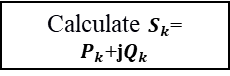 Calculate Sₖ=
Pₖ+jQₖ